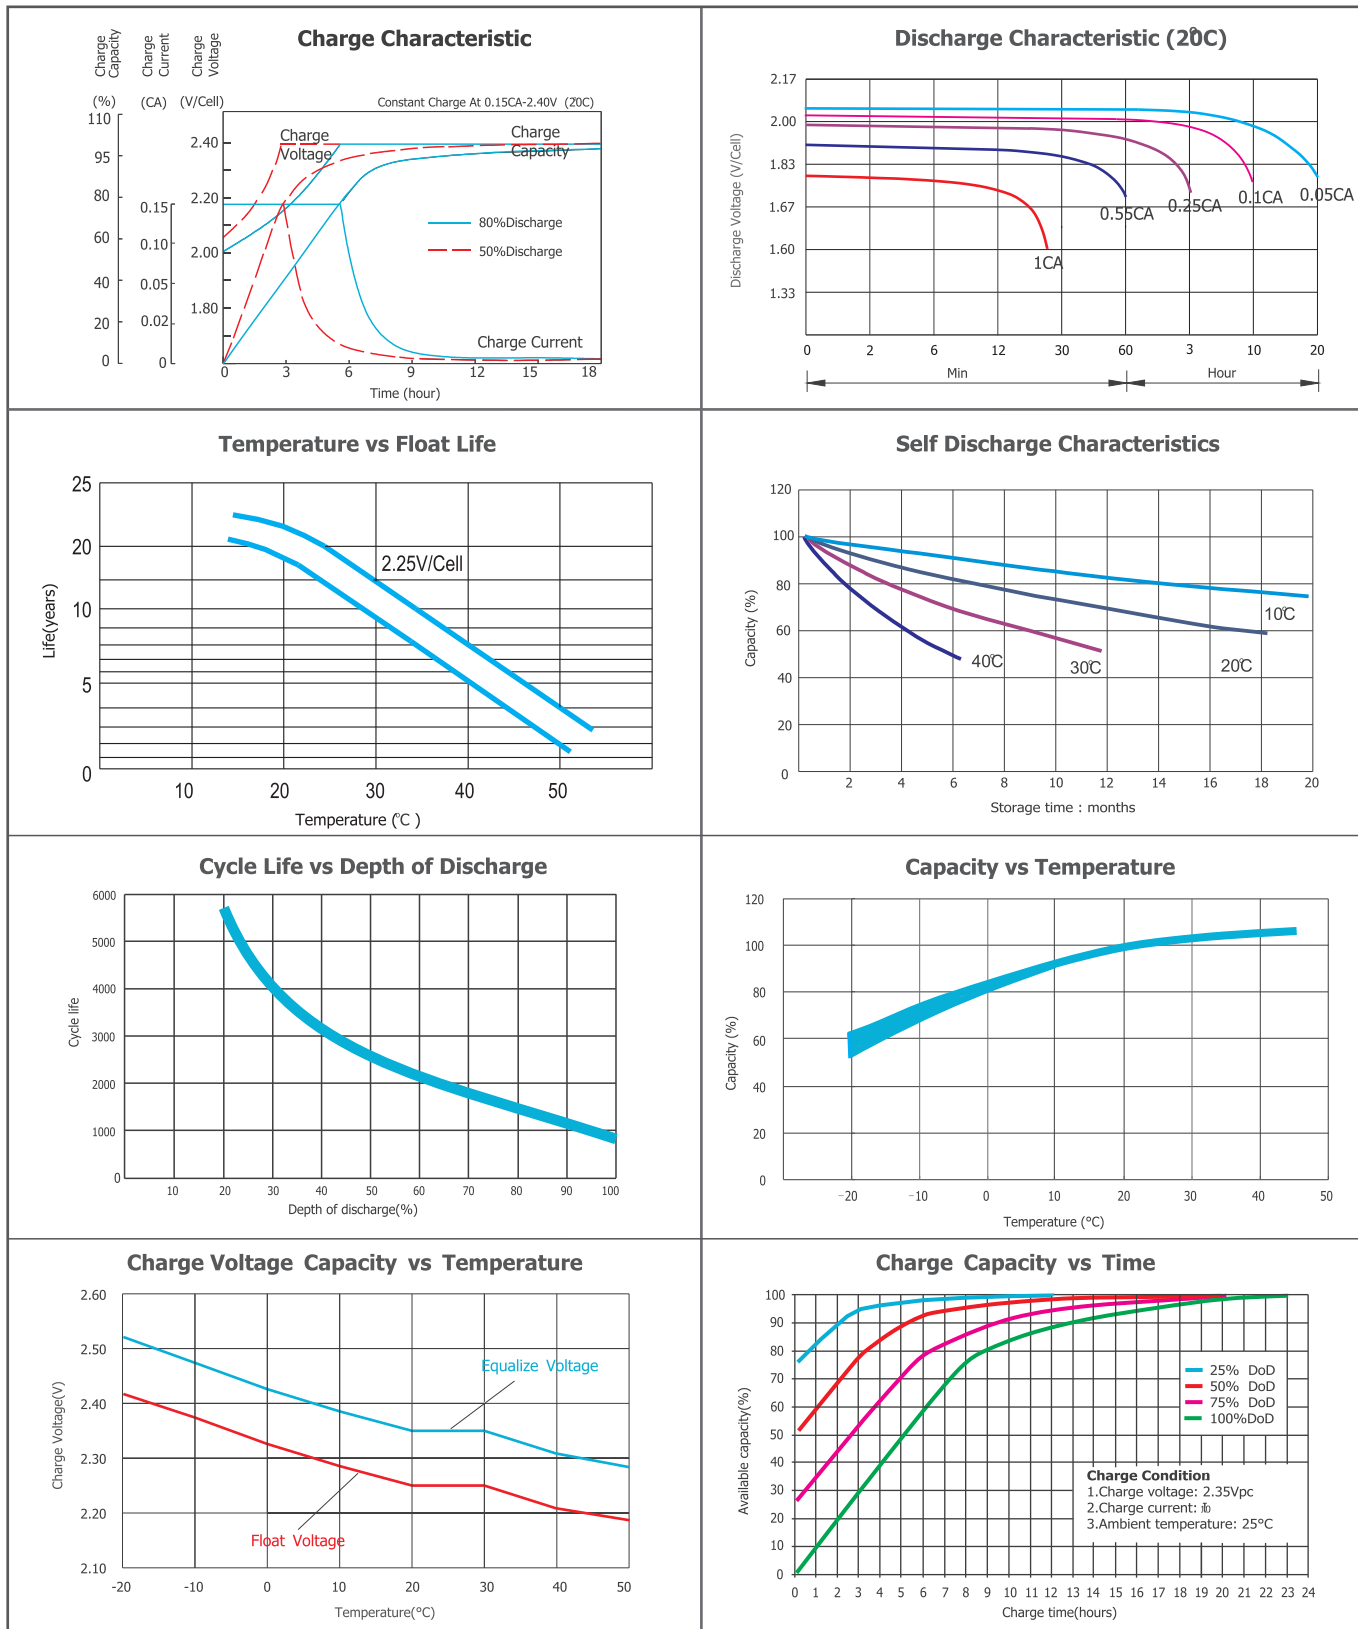 Charge Characteristic
Charge
Capacity
Charge
Current
Charge
Voltage
(%)
(CA)
(V/Cell)
Constant Charge At 0.15CA-2.40V (20°C)
110
95
80
60
40
20
0
0.15
0.10
0.05
0.02
0
2.40
2.20
2.00
1.80
Charge
Voltage
Charge
Capacity
80%Discharge
50%Discharge
Charge Current
0 3 6 9 12 15 18
Time (hour)
Discharge Characteristic (20°C)
Discharge Voltage (V/Cell)
2.17
2.00
1.83
1.67
1.60
1.33
0.05CA
0.1CA
0.25CA
0.55CA
1CA
0 2 6 12 30 60 3 10 20
Min Hour
Temperature vs Float Life
Life(years)
25
20
10
5
0
2.25V/Cell
10 20 30 40 50
Temperature (°C )
Self Discharge Characteristics
Capacity (%)
120
100
80
60
40
20
0
10°C
20°C
30°C
40°C
2 4 6 8 10 12 14 16 18 20
Storage time : months
Cycle Life vs Depth of Discharge
Cycle life
6000
5000
4000
3000
2000
1000
0
10 20 30 40 50 60 70 80 90 100
Depth of discharge(%)
Capacity vs Temperature
Capacity (%)
120
100
80
60
40
20
0
-20 -10 0 10 20 30 40 50
Temperature (°C)
Charge Voltage Capacity vs Temperature
Charge Voltage(V)
2.60
2.50
2.40
2.30
2.20
2.10
Equalize Voltage
Float Voltage
-20 -10 0 10 20 30 40 50
Temperature(°C)
Charge Capacity vs Time
Available capacity(%)
100
90
80
70
60
50
40
30
20
10
0
25% DoD
50% DoD
75% DoD
100%DoD
Charge Condition
1.Charge voltage: 2.35Vpc
2.Charge current:
3.Ambient temperature: 25°C
0 1 2 3 4 5 6 7 8 9 10 11 12 13 14 15 16 17 18 19 20 21 22 23 24
Charge time(hours)